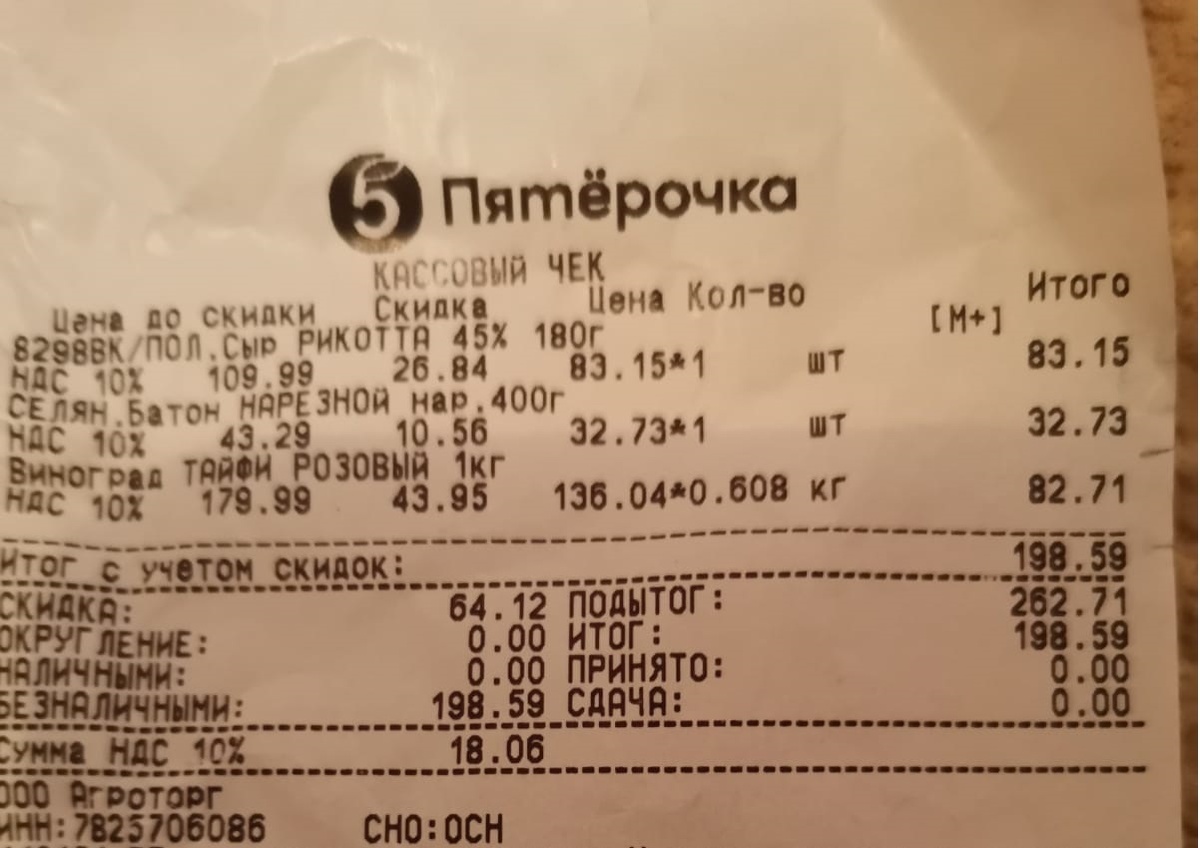 5 Пятёрочка
КАССОВЫЙ ЧЕК
Цена до скидки Скидка Цена Кол-во Итого
8298ВК/ПОЛ.Сыр РИКОТТА 45% 180г [М+]
НДС 10% 109.99 26.84 83.15*1 шт 83.15
СЕЛЯН.Батон НАРЕЗНОЙ нар.400г
НДС 10% 43.29 10.56 32.73*1 шт 32.73
Виноград ТАЙФИ РОЗОВЫЙ 1кг
НДС 10% 179.99 43.95 136.04*0.608 кг 82.71
Итог с учетом скидок: 198.59
СКИДКА: 64.12 ПОДЫТОГ: 262.71
ОКРУГЛЕНИЕ: 0.00 ИТОГ: 198.59
НАЛИЧНЫМИ: 0.00 ПРИНЯТО: 0.00
БЕЗНАЛИЧНЫМИ: 198.59 СДАЧА: 0.00
Сумма НДС 10% 18.06
ООО Агроторг
ИНН:7825706086 СНО:ОСН